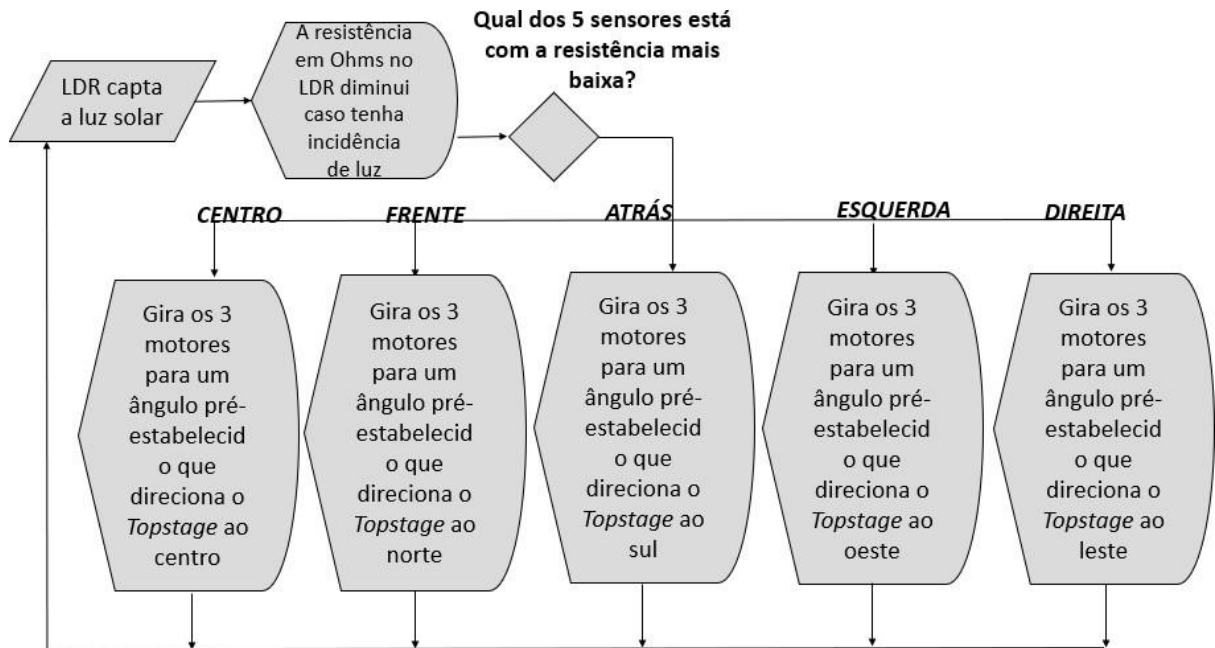 LDR capta
a luz solar
A resistência
em Ohms no
LDR diminui
caso tenha
incidência
de luz
Qual dos 5 sensores está
com a resistência mais
baixa?
CENTRO
FRENTE
ATRÁS
ESQUERDA
DIREITA
Gira os 3
motores
para um
ângulo pré-
estabelecid
o que
direciona o
Topstage ao
centro
Gira os 3
motores
para um
ângulo pré-
estabelecid
o que
direciona o
Topstage ao
norte
Gira os 3
motores
para um
ângulo pré-
estabelecid
o que
direciona o
Topstage ao
sul
Gira os 3
motores
para um
ângulo pré-
estabelecid
o que
direciona o
Topstage ao
oeste
Gira os 3
motores
para um
ângulo pré-
estabelecid
o que
direciona o
Topstage ao
leste